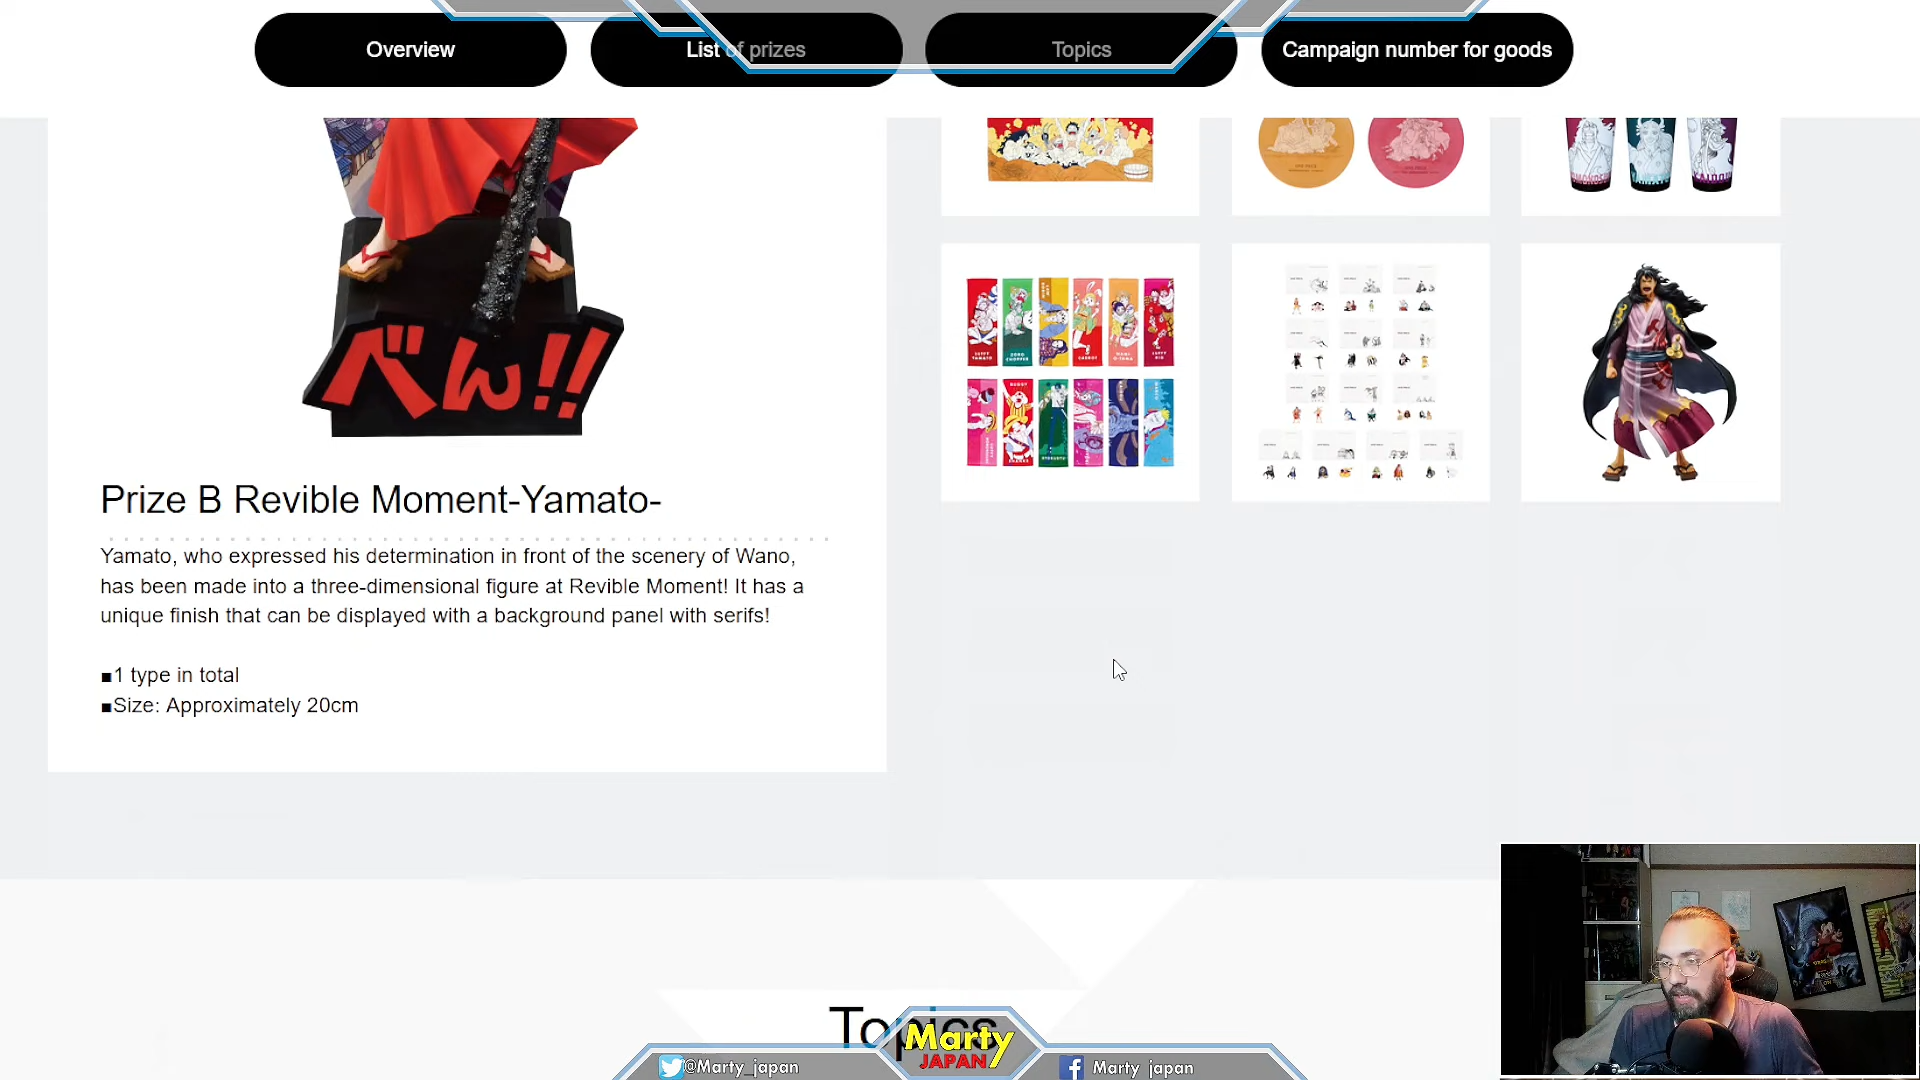 Overview
List of prizes
Topics
Campaign number for goods
べん!!
Prize B Revible Moment-Yamato-
Yamato, who expressed his determination in front of the scenery of Wano,
has been made into a three-dimensional figure at Revible Moment! It has a
unique finish that can be displayed with a background panel with serifs!
■1 type in total
■Size: Approximately 20cm
Topics
Marty
JAPAN
@Marty_japan
Marty japan